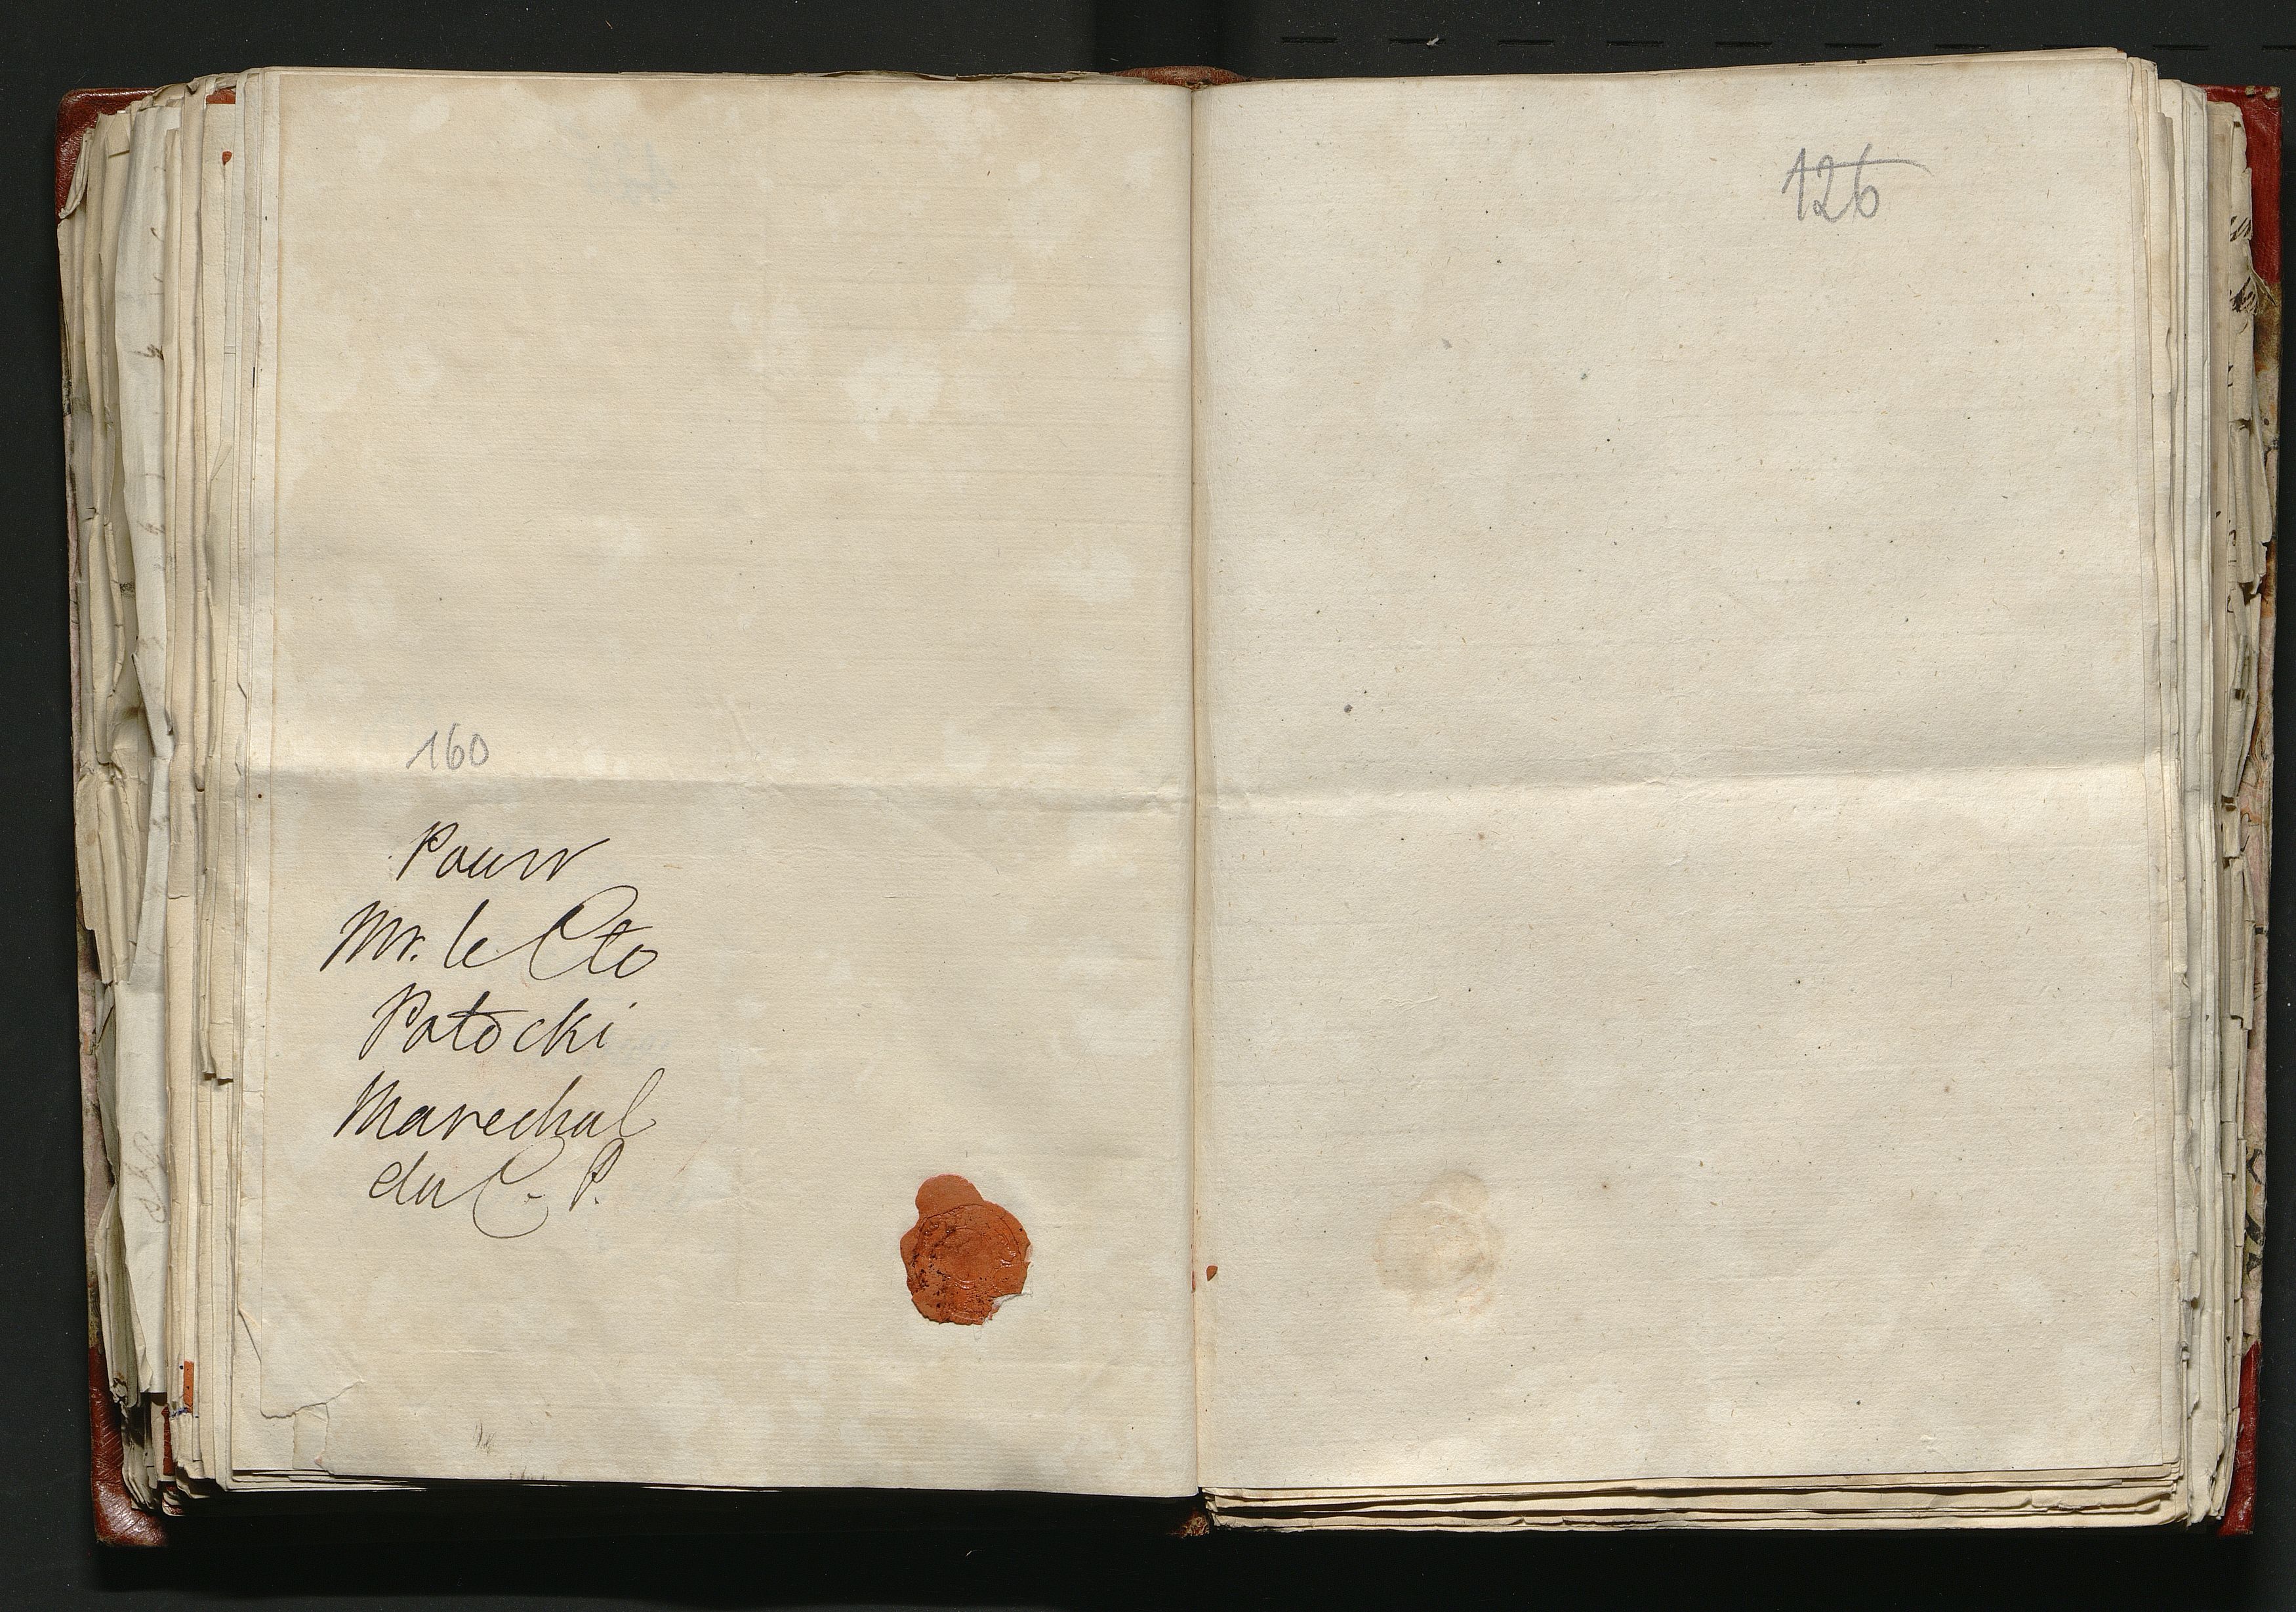 160
Pour
Mr. le Cte
Potocki
Marechal
du C. P.
126